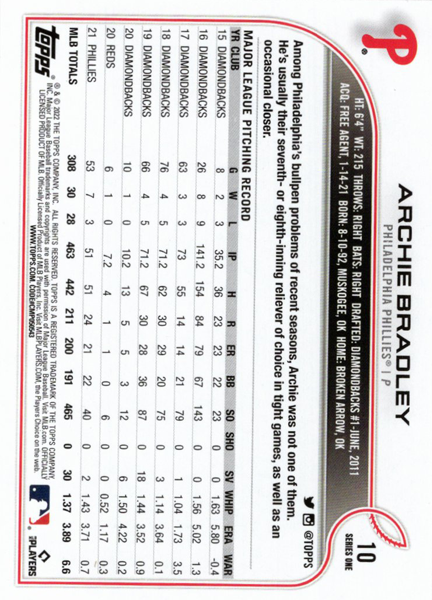 10
SERIES ONE
ARCHIE BRADLEY
PHILADELPHIA PHILLIES® | P
HT: 6'4" WT: 215 THROWS: RIGHT BATS: RIGHT DRAFTED: DIAMONDBACKS #1-JUNE, 2011
ACQ: FREE AGENT, 1-14-21 BORN: 8-10-92, MUSKOGEE, OK HOME: BROKEN ARROW, OK
P
@TOPPS
Among Philadelphia's bullpen problems of recent seasons, Archie was not one of them.
He's usually their seventh- or eighth-inning reliever of choice in tight games, as well as an
occasional closer.
MAJOR LEAGUE PITCHING RECORD
YR CLUB G W L IP H R ER BB SO SHO SV WHIP ERA WAR
15 DIAMONDBACKS 8 2 3 35.2 36 23 23 22 23 0 0 1.63 5.80 -0.4
16 DIAMONDBACKS 26 8 9 141.2 154 84 79 67 143 0 0 1.56 5.02 1.3
17 DIAMONDBACKS 63 3 3 73 55 14 14 21 79 0 1 1.04 1.73 3.5
18 DIAMONDBACKS 76 4 5 71.2 62 30 29 20 75 0 3 1.14 3.64 0.1
19 DIAMONDBACKS 66 4 5 71.2 67 30 28 36 87 0 18 1.44 3.52 0.9
20 DIAMONDBACKS 10 1 0 10.2 13 5 5 3 12 0 6 1.50 4.22 0.2
20 REDS 6 1 0 7.2 4 1 1 0 6 0 0 0.52 1.17 0.3
21 PHILLIES 53 7 3 51 51 24 21 22 40 0 2 1.43 3.71 0.7
MLB TOTALS 308 30 28 463 442 211 200 191 465 0 30 1.37 3.89 6.6
topps
® & © 2022 THE TOPPS COMPANY, INC. ALL RIGHTS RESERVED. TOPPS IS A REGISTERED TRADEMARK OF THE TOPPS COMPANY,
INC. Major League Baseball trademarks and copyrights are used with permission of Major League Baseball. Visit MLB.com. OFFICIALLY
LICENSED PRODUCT OF MLB Players, Inc. Visit MLBPLAYERS.com, the Players Choice on the web.
WWW.TOPPS.COM
PLAYERS